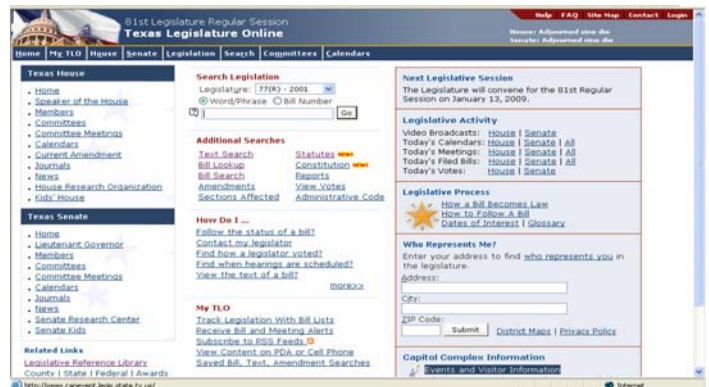 81st Legislature Regular Session
Texas Legislature Online
Help FAQ Site Map Contact Login
House: Adjourned sine die
Senate: Adjourned sine die
Home My TLO House Senate Legislation Search Committees Calendars
Texas House
Home
Speaker of the House
Members
Committees
Committee Meetings
Calendars
Current Amendment
Journals
News
House Research Organization
Kids' House
Texas Senate
Home
Lieutenant Governor
Members
Committees
Committee Meetings
Calendars
Journals
News
Senate Research Center
Senate Kids
Related Links
Legislative Reference Library
County | State | Federal | Awards
Search Legislation
Legislature: 77(R) - 2001
Word/Phrase Bill Number
Go
Additional Searches
Text Search Statutes
Bill Lookup Constitution
Bill Search Reports
Amendments View Votes
Sections Affected Administrative Code
How Do I ...
Follow the status of a bill?
Contact my legislator
Find how a legislator voted?
Find when hearings are scheduled?
View the text of a bill?
more>>
My TLO
Track Legislation With Bill Lists
Receive Bill and Meeting Alerts
Subscribe to RSS Feeds
View Content on PDA or Cell Phone
Saved Bill, Text, Amendment Searches
Next Legislative Session
The Legislature will convene for the 81st Regular
Session on January 13, 2009.
Legislative Activity
Video Broadcasts: House | Senate
Today's Calendars: House | Senate | All
Today's Meetings: House | Senate | All
Today's Filed Bills: House | Senate
Today's Votes: House | Senate
Legislative Process
How a Bill Becomes Law
How to Follow A Bill
Dates of Interest | Glossary
Who Represents Me?
Enter your address to find who represents you in
the legislature.
Address:
City:
ZIP Code:
Submit District Maps | Privacy Policy
Capitol Complex Information
Events and Visitor Information
Internet